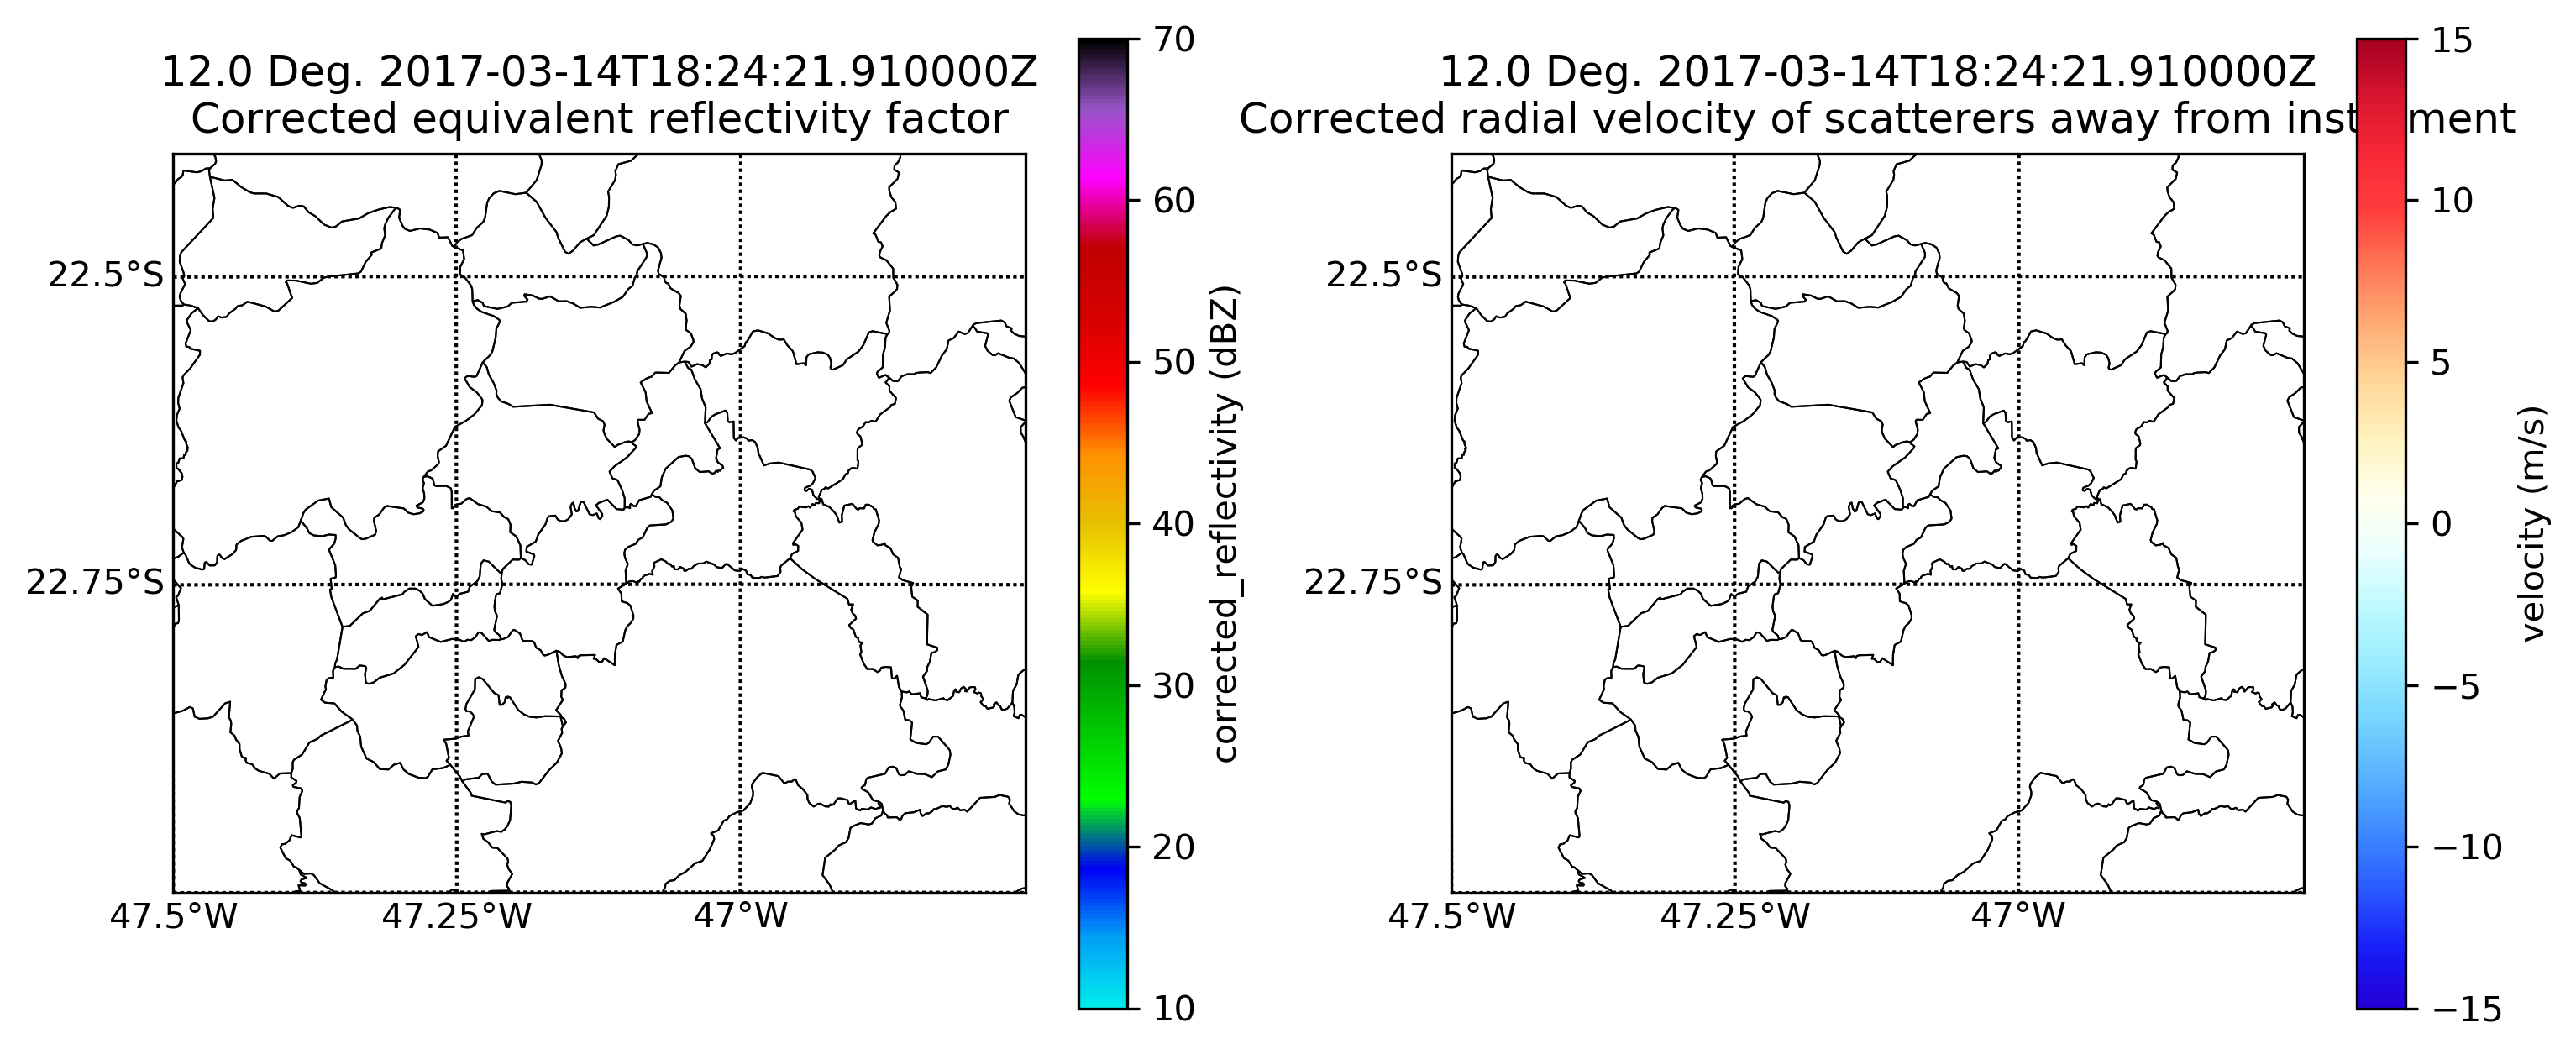 12.0 Deg. 2017-03-14T18:24:21.910000Z
Corrected equivalent reflectivity factor
22.5°S
22.75°S
47.5°W
47.25°W
47°W
70
60
50
40
30
20
10
corrected_reflectivity (dBZ)
12.0 Deg. 2017-03-14T18:24:21.910000Z
Corrected radial velocity of scatterers away from
22.5°S
22.75°S
47.5°W
47.25°W
47°W
15
10
5
0
−5
−10
−15
velocity (m/s)